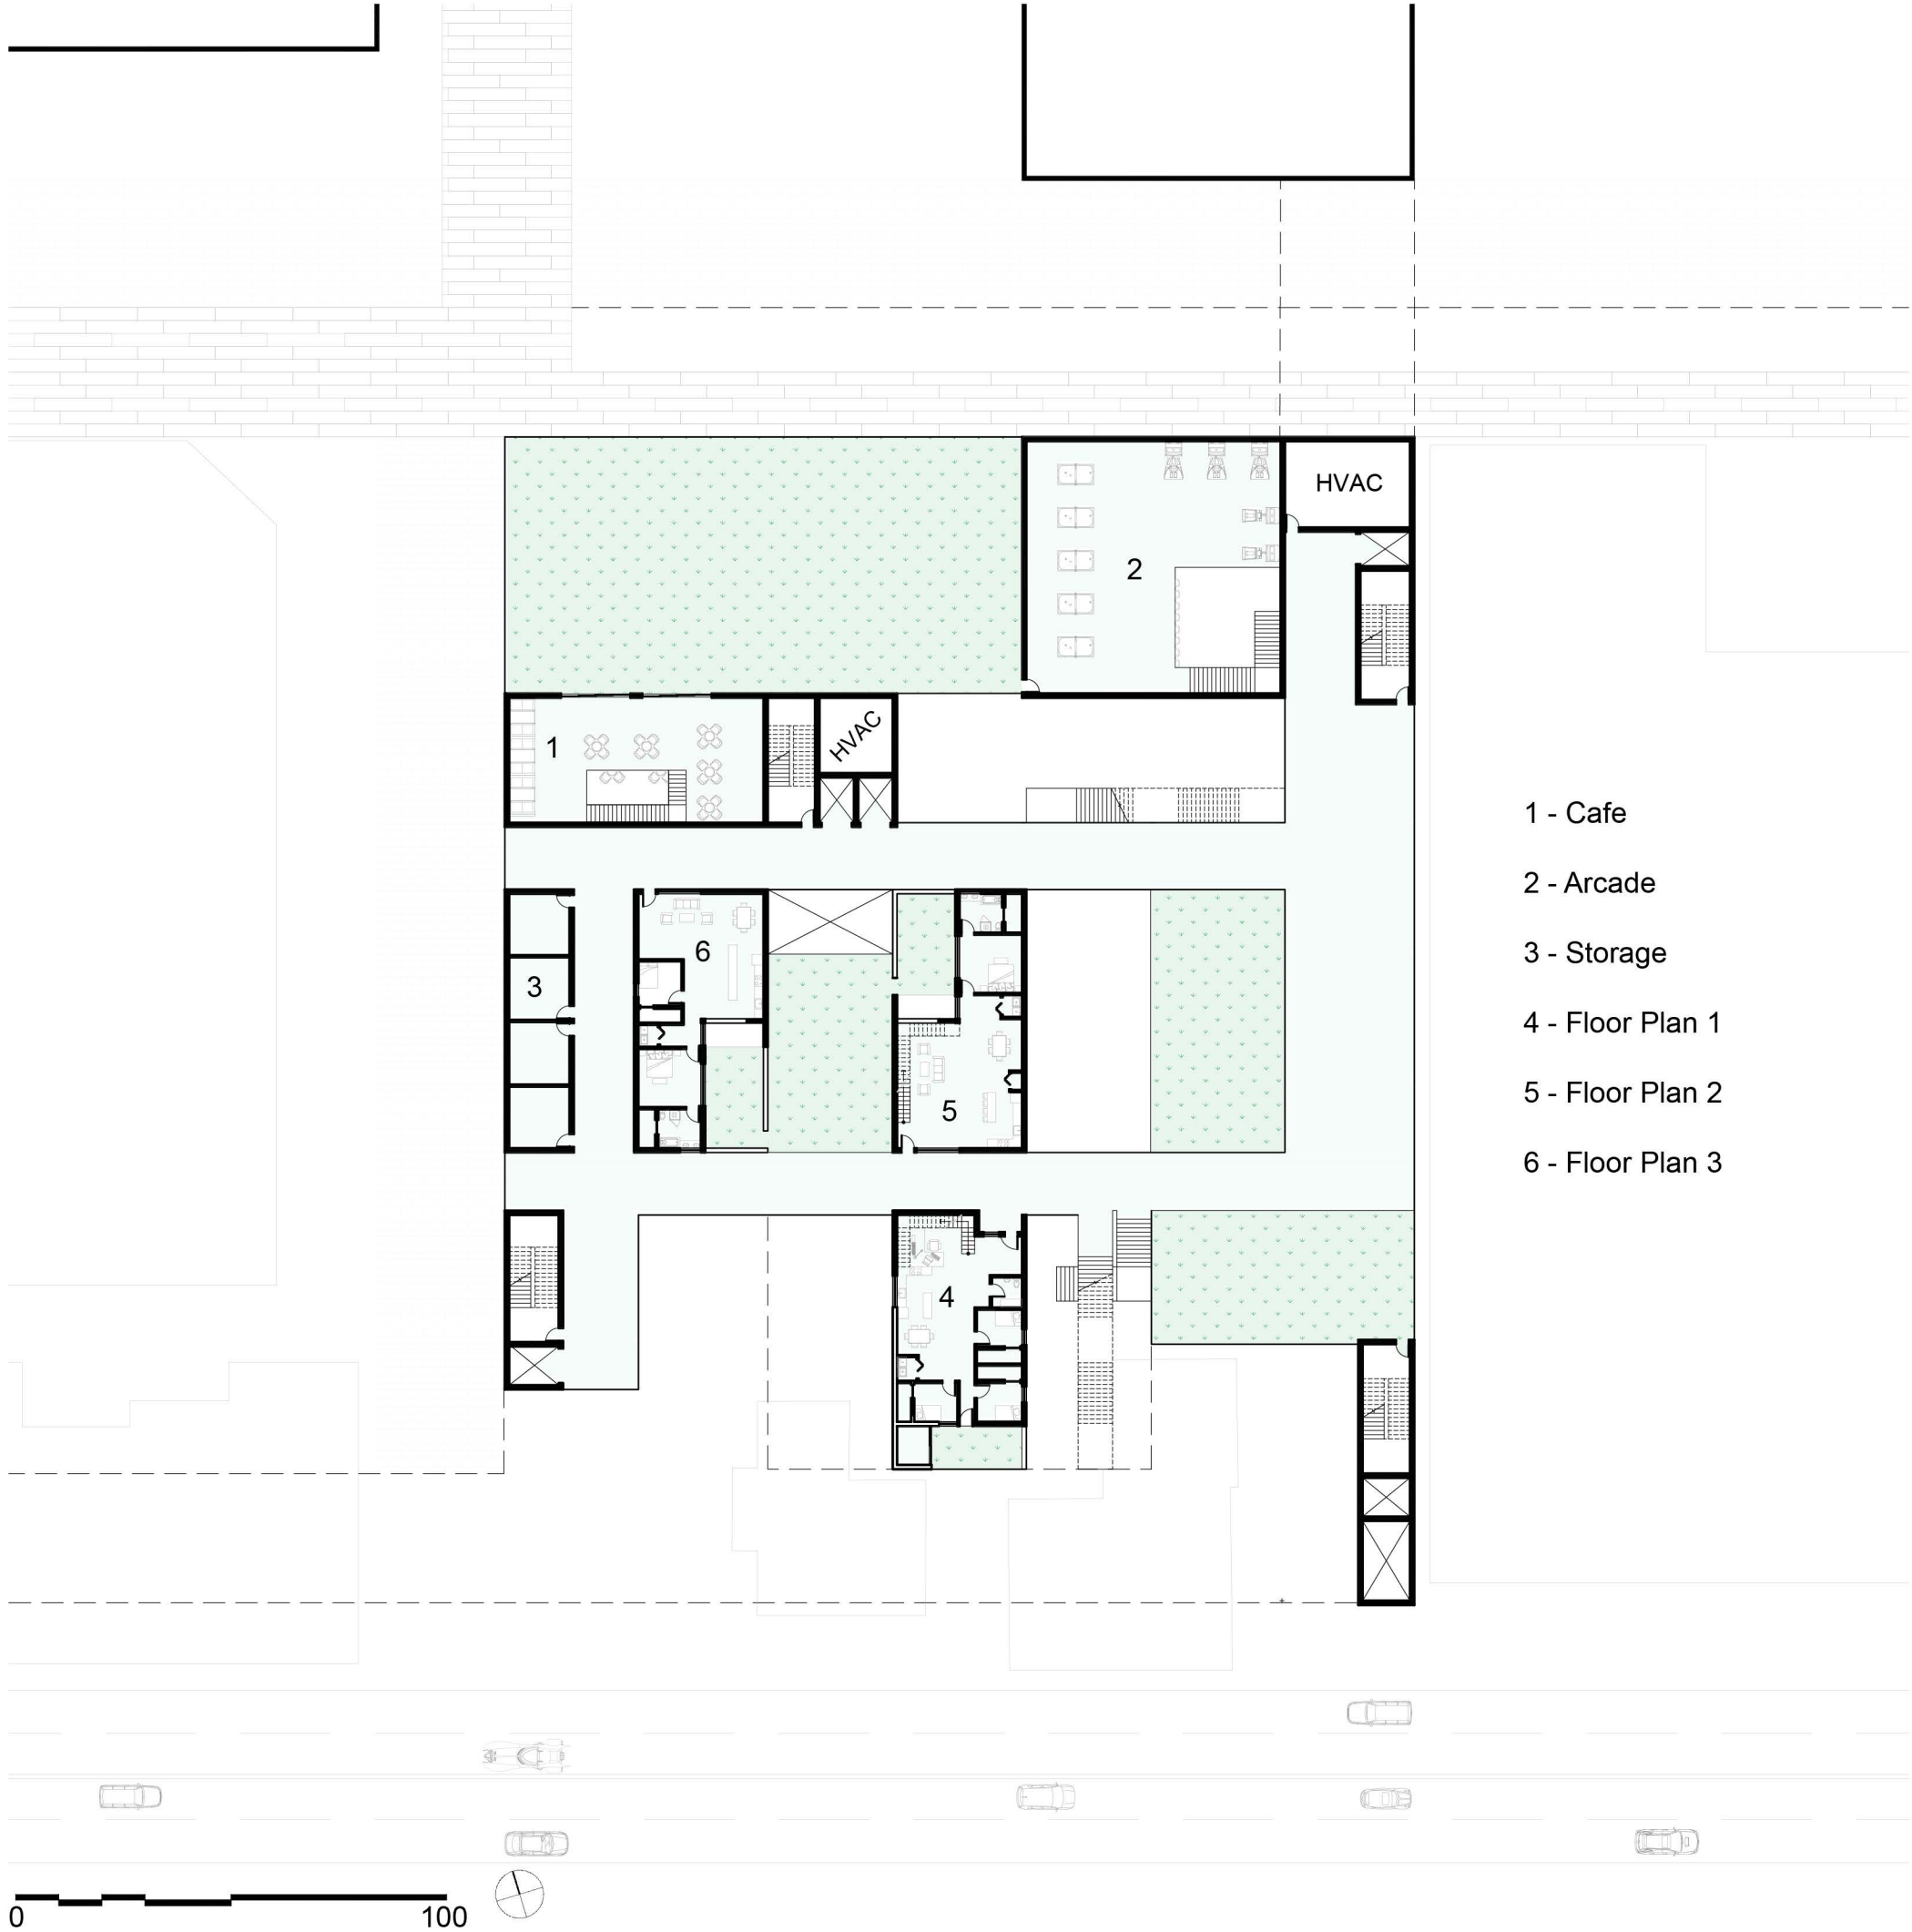 HVAC
2
1
HVAC
1 - Cafe
2 - Arcade
6
3
3 - Storage
4 - Floor Plan 1
5
5 - Floor Plan 2
6 - Floor Plan 3
4
0
100